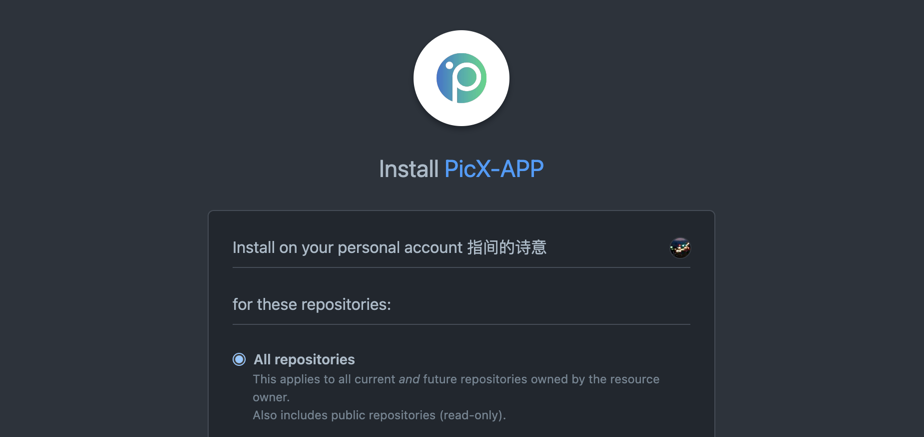 Install PicX-APP
Install on your personal account 指间的诗意
for these repositories:
All repositories
This applies to all current and future repositories owned by the resource
owner.
Also includes public repositories (read-only).